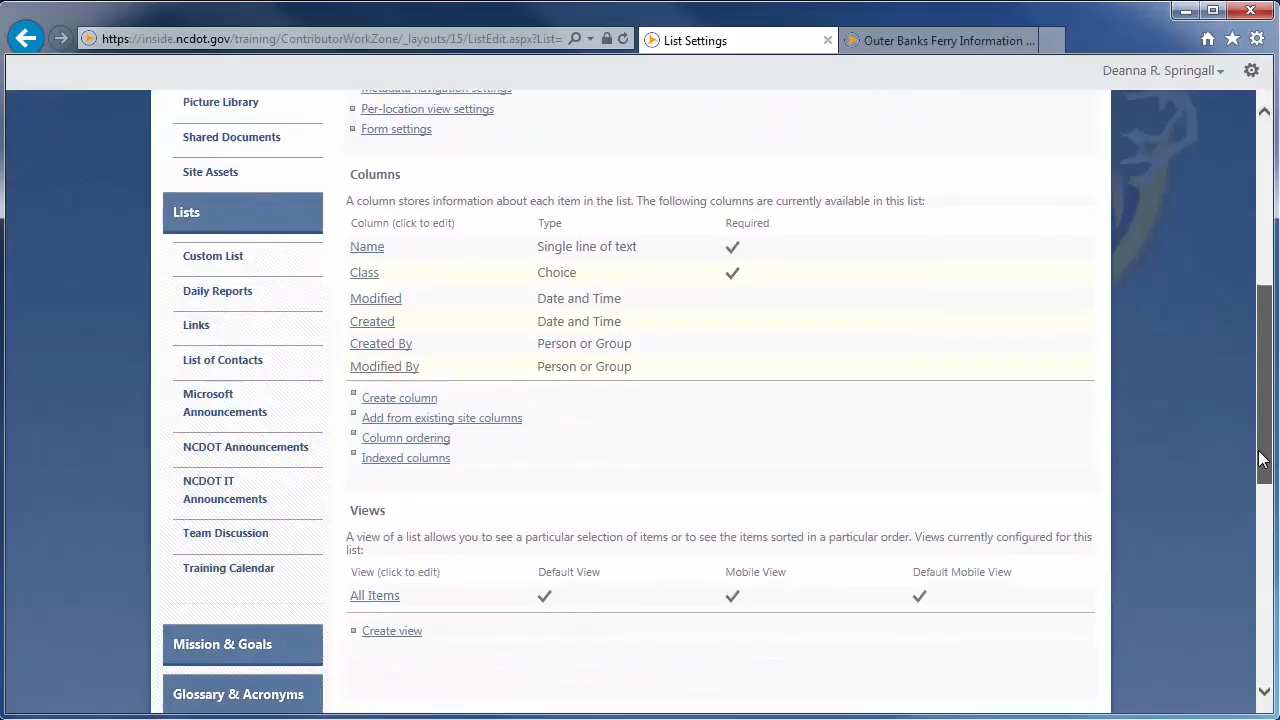 https://inside.ncdot.gov/training/ContributorWorkZone/_layouts/15/ListEdit.aspx?List=
List Settings
Outer Banks Ferry Information ...
Deanna R. Springall
Picture Library
Shared Documents
Site Assets
Lists
Custom List
Daily Reports
Links
List of Contacts
Microsoft
Announcements
NCDOT Announcements
NCDOT IT
Announcements
Team Discussion
Training Calendar
Mission & Goals
Glossary & Acronyms
Metadata navigation settings
Per-location view settings
Form settings
Columns
A column stores information about each item in the list. The following columns are currently available in this list:
Column (click to edit) Type Required
Name Single line of text
Class Choice
Modified Date and Time
Created Date and Time
Created By Person or Group
Modified By Person or Group
Create column
Add from existing site columns
Column ordering
Indexed columns
Views
A view of a list allows you to see a particular selection of items or to see the items sorted in a particular order. Views currently configured for this
list:
View (click to edit) Default View Mobile View Default Mobile View
All Items
Create view